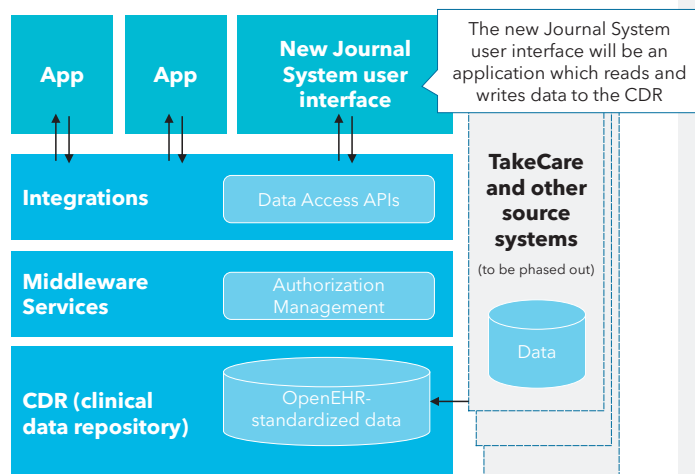 App
App
New Journal
System user
interface
The new Journal System
user interface will be an
application which reads and
writes data to the CDR
Integrations
Data Access APIs
TakeCare
and other
source
systems
(to be phased out)
Middleware
Services
Authorization
Management
Data
CDR (clinical
data repository)
OpenEHR-
standardized data